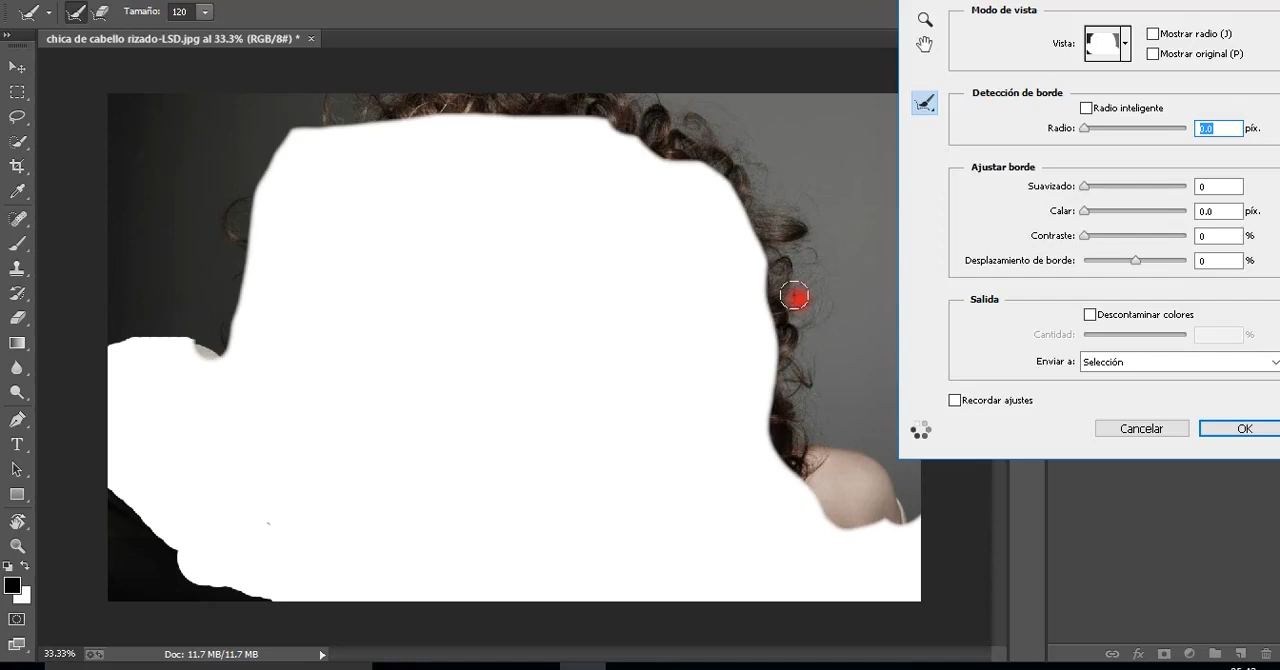 Tamaño: 120
chica de cabello rizado-LSD.jpg al 33.3% (RGB/8#) * ×
Modo de vista
Vista:
Mostrar radio (J)
Mostrar original (P)
Detección de borde
Radio inteligente
Radio: 0.0 píx.
Ajustar borde
Suavizado: 0
Calar: 0.0 píx.
Contraste: 0 %
Desplazamiento de borde: 0 %
Salida
Descontaminar colores
Cantidad: %
Enviar a: Selección
Recordar ajustes
Cancelar OK
33.33% Doc: 11.7 MB/11.7 MB